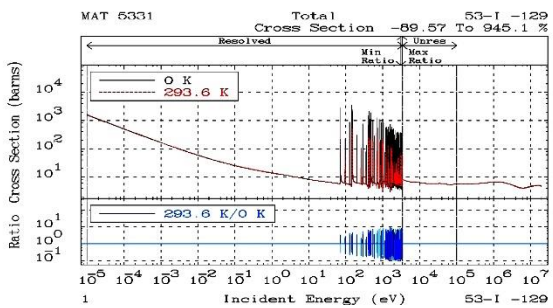 MAT 5331 Total 53-I -129
Cross Section -89.57 To 945.1 %
Resolved Unres
Min Ratio Max Ratio
0 K
293.6 K
Cross Section (barns)
10^4
10^3
10^2
10^1
293.6 K/0 K
Ratio
10^1
10^0
10^-1
10^-5 10^-4 10^-3 10^-2 10^-1 10^0 10^1 10^2 10^3 10^4 10^5 10^6 10^7
1 Incident Energy (eV) 53-I -129